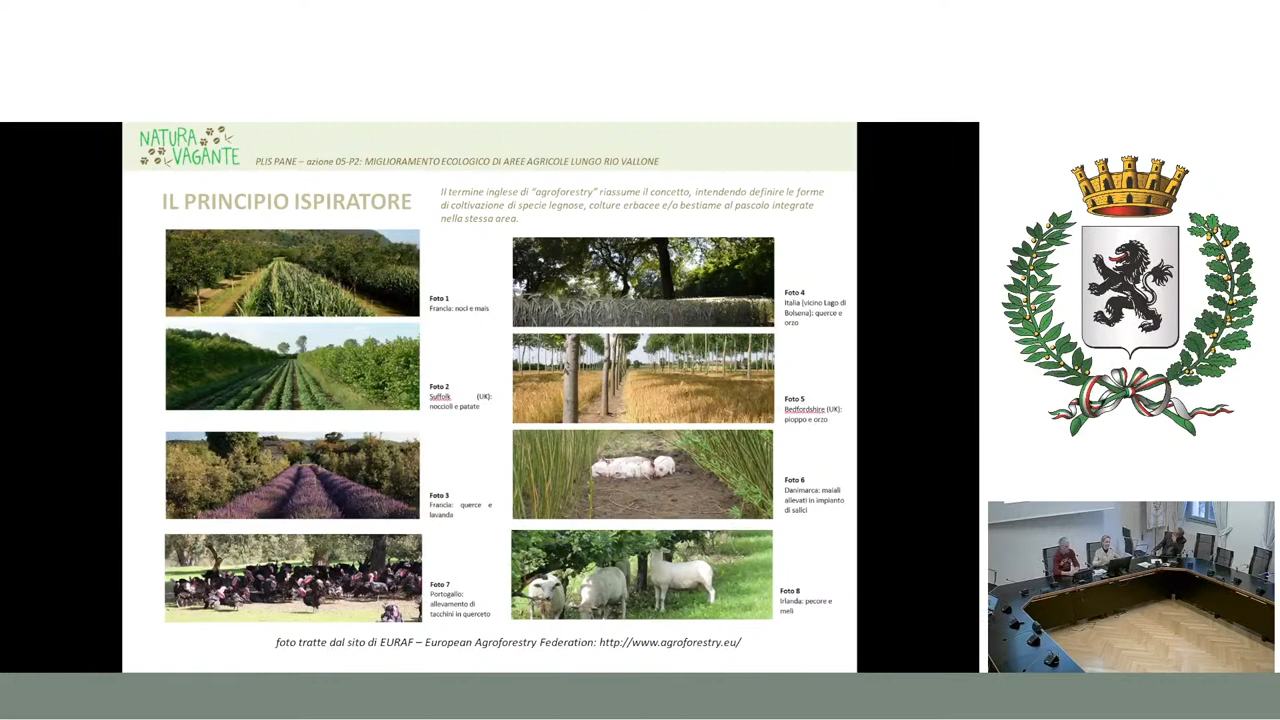 NATURA
VAGANTE
PLIS PANE – azione 05-P2: MIGLIORAMENTO ECOLOGICO DI AREE AGRICOLE LUNGO RIO VALLONE
IL PRINCIPIO ISPIRATORE
Il termine inglese di “agroforestry” riassume il concetto, intendendo definire le forme
di coltivazione di specie legnose, colture erbacee e/o bestiame al pascolo integrate
nella stessa area.
Foto 1
Francia: noci e mais
Foto 2
Suffolk (UK):
noccioli e patate
Foto 3
Francia: querce e
lavanda
Foto 7
Portogallo:
allevamento di
tacchini in querceto
Foto 4
Italia (vicino Lago di
Bolsena): querce e
orzo
Foto 5
Bedfordshire (UK):
pioppo e orzo
Foto 6
Danimarca: maiali
allevati in impianto
di salici
Foto 8
Irlanda: pecore e
meli
foto tratte dal sito di EURAF – European Agroforestry Federation: http://www.agroforestry.eu/